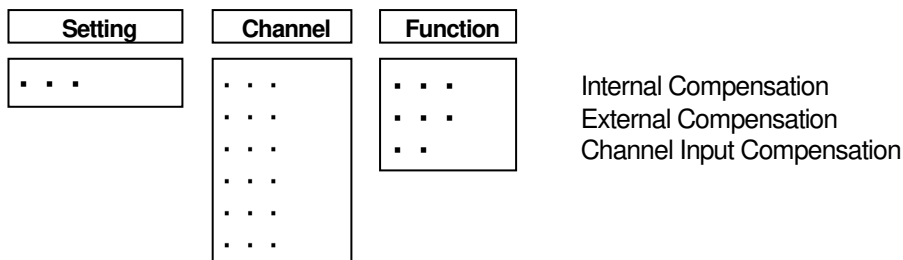 Setting Channel Function
. . . . . . . . . Internal Compensation
. . . . . . External Compensation
. . . . . Channel Input Compensation
. . .
. . .
. . .